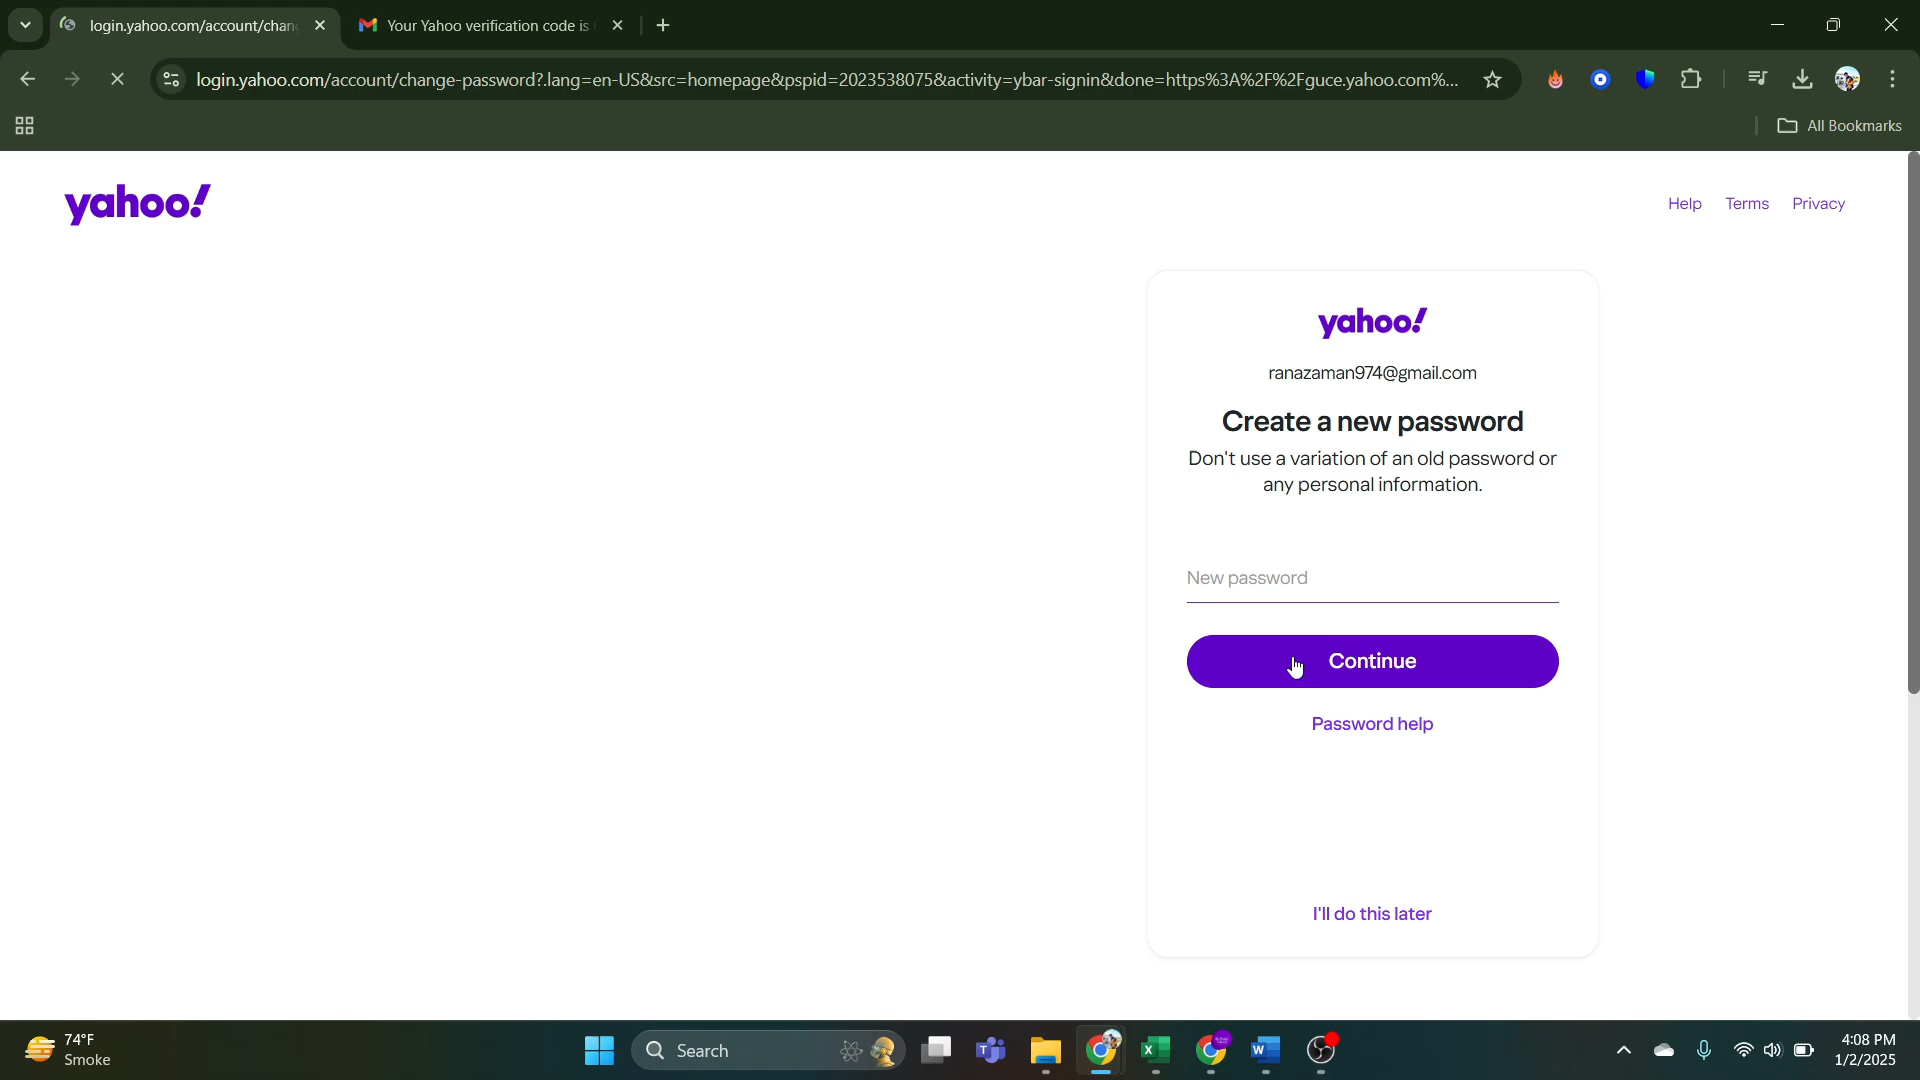 login.yahoo.com/account/chan
Your Yahoo verification code is
login.yahoo.com/account/change-password?.lang=en-US&src=homepage&pspid=2023538075&activity=ybar-signin&done=https%3A%2F%2Fguce.yahoo.com%...
All Bookmarks
yahoo!
Help Terms Privacy
yahoo!
ranazaman974@gmail.com
Create a new password
Don't use a variation of an old password or
any personal information.
New password
Continue
Password help
I'll do this later
74°F
Smoke
Search
4:08 PM
1/2/2025